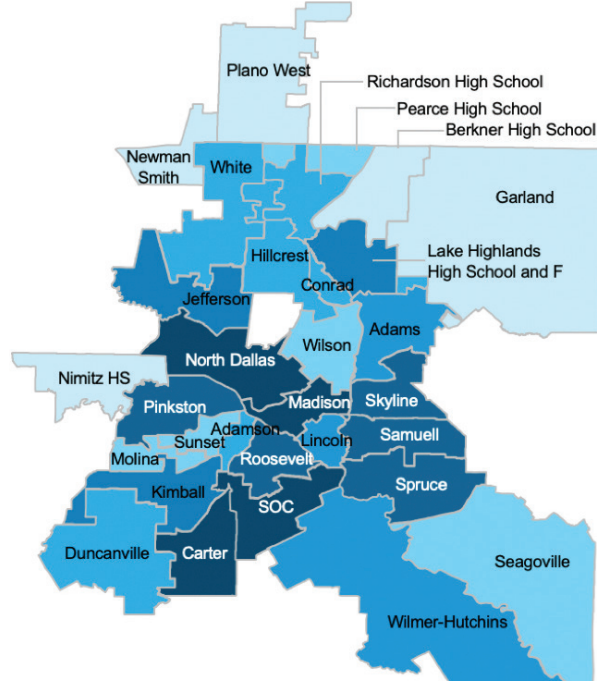 Plano West
Richardson High School
Pearce High School
Berkner High School
Newman
Smith
White
Garland
Hillcrest
Lake Highlands
High School and F
Conrad
Jefferson
Adams
Wilson
North Dallas
Nimitz HS
Madison
Skyline
Pinkston
Adamson
Samuell
Sunset
Lincoln
Molina
Roosevelt
Kimball
Spruce
SOC
Duncanville
Carter
Seagoville
Wilmer-Hutchins